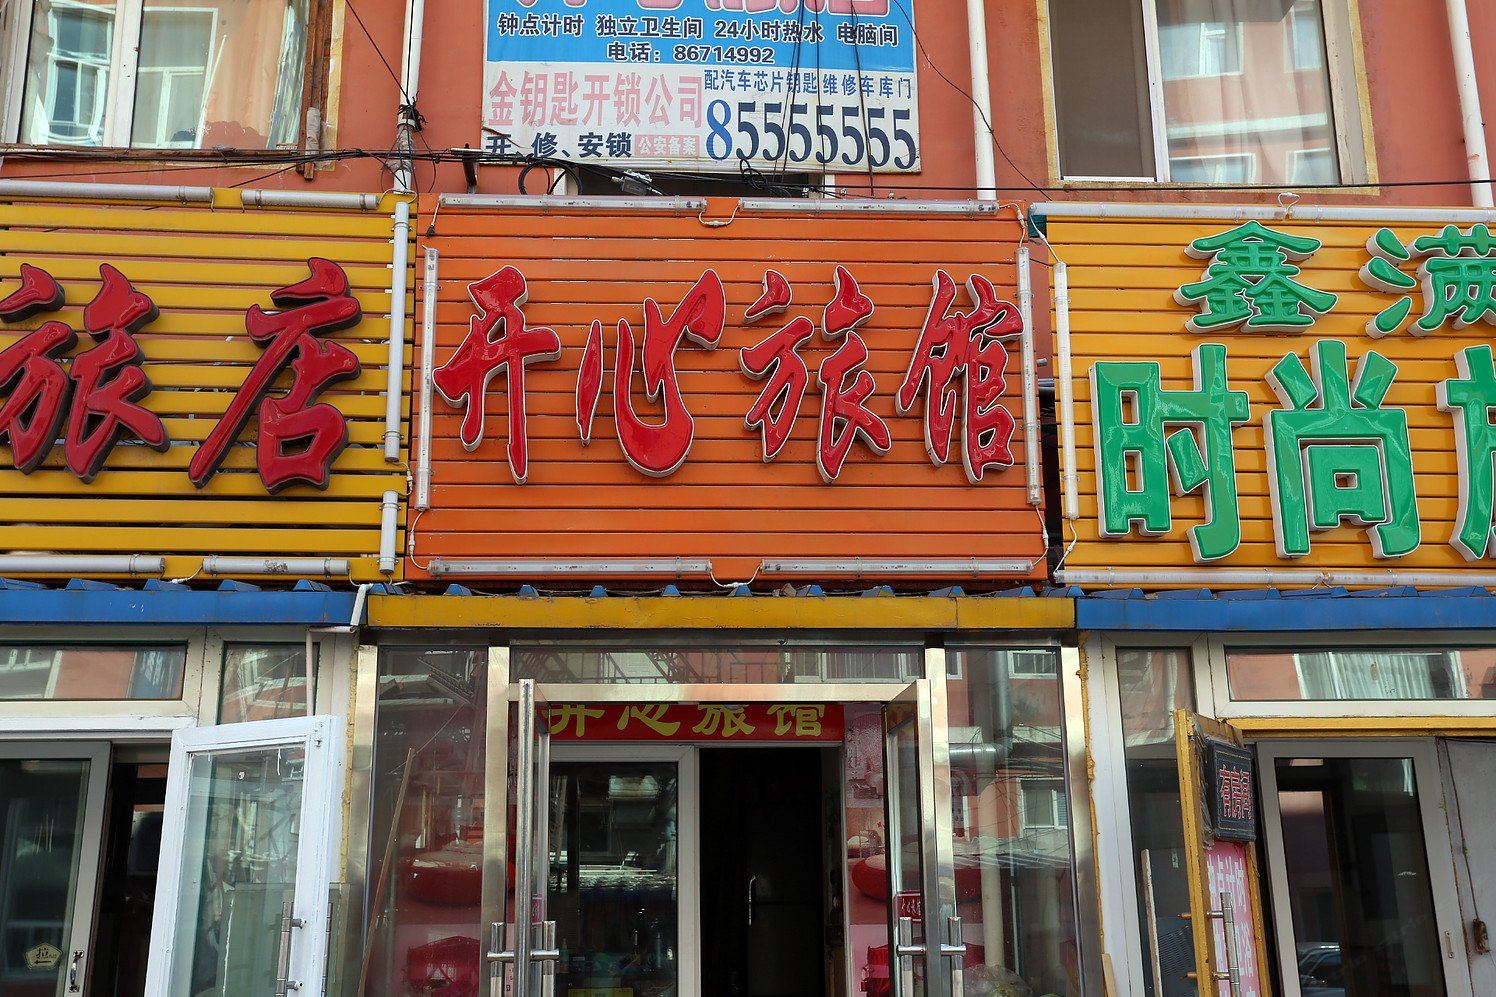 钟点计时 独立卫生间 24小时热水 电脑间
电话：86714992
金钥匙开锁公司
配汽车芯片钥匙 维修车库门
开、修、安锁
公安备案
85555555
旅店
开心旅馆
鑫满
时尚旅
开心旅馆
有房间
拉